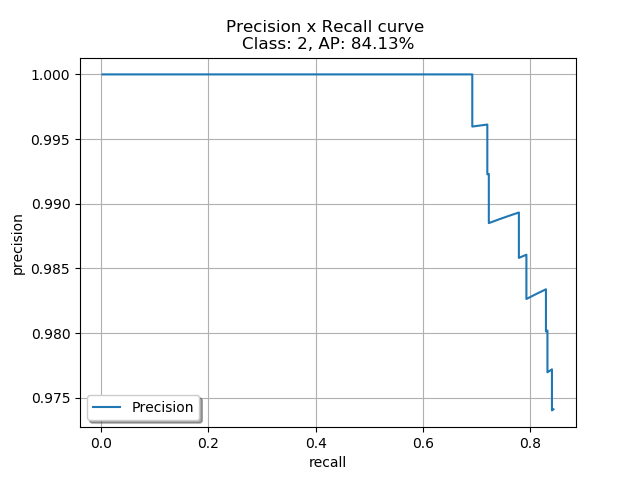 Precision x Recall curve
Class: 2, AP: 84.13%
precision
1.000
0.995
0.990
0.985
0.980
0.975
Precision
0.0 0.2 0.4 0.6 0.8
recall